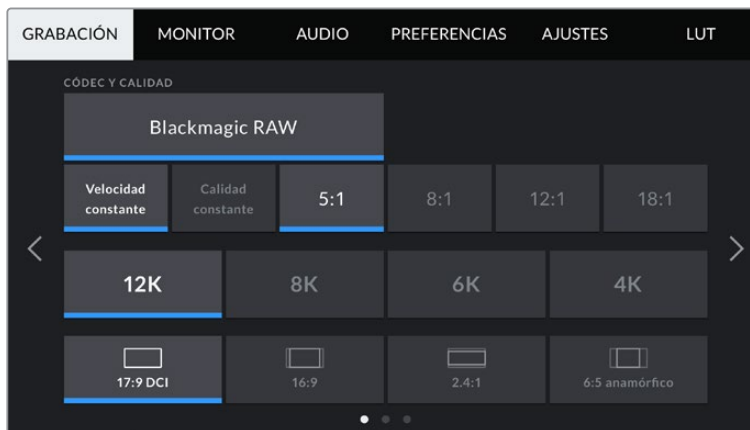 GRABACIÓN MONITOR AUDIO PREFERENCIAS AJUSTES LUT
CÓDEC Y CALIDAD
Blackmagic RAW
Velocidad
constante
Calidad
constante
5:1 8:1 12:1 18:1
12K 8K 6K 4K
17:9 DCI 16:9 2.4:1 6:5 anamórfico